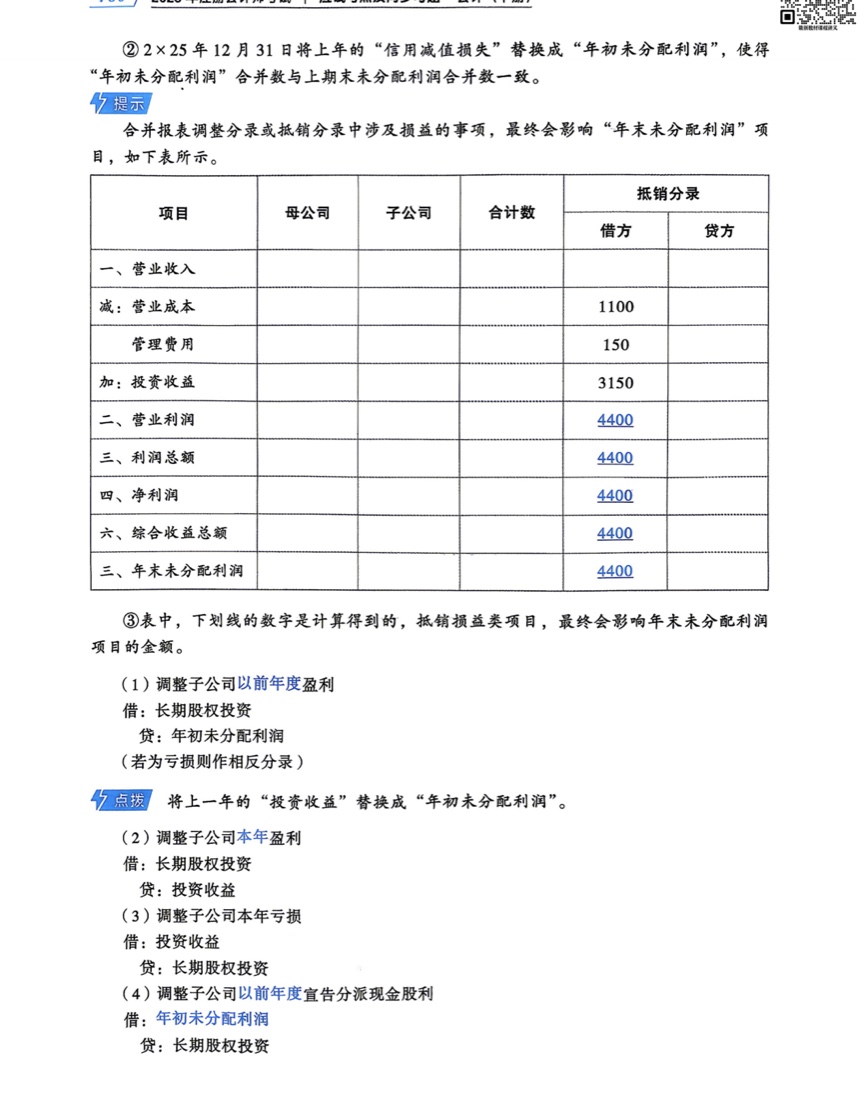 ②2×25年12月31日将上年的“信用减值损失”替换成“年初未分配利润”，使得
“年初未分配利润”合并数与上期末未分配利润合并数一致。
提示
合并报表调整分录或抵销分录中涉及损益的事项，最终会影响“年末未分配利润”项
目，如下表所示。
项目 母公司 子公司 合计数 抵销分录
借方 贷方
一、营业收入
减：营业成本 1100
管理费用 150
加：投资收益 3150
二、营业利润 4400
三、利润总额 4400
四、净利润 4400
六、综合收益总额 4400
三、年末未分配利润 4400
③表中，下划线的数字是计算得到的，抵销损益类项目，最终会影响年末未分配利润
项目的金额。
（1）调整子公司以前年度盈利
借：长期股权投资
贷：年初未分配利润
（若为亏损则作相反分录）
点拨 将上一年的“投资收益”替换成“年初未分配利润”。
（2）调整子公司本年盈利
借：长期股权投资
贷：投资收益
（3）调整子公司本年亏损
借：投资收益
贷：长期股权投资
（4）调整子公司以前年度宣告分派现金股利
借：年初未分配利润
贷：长期股权投资